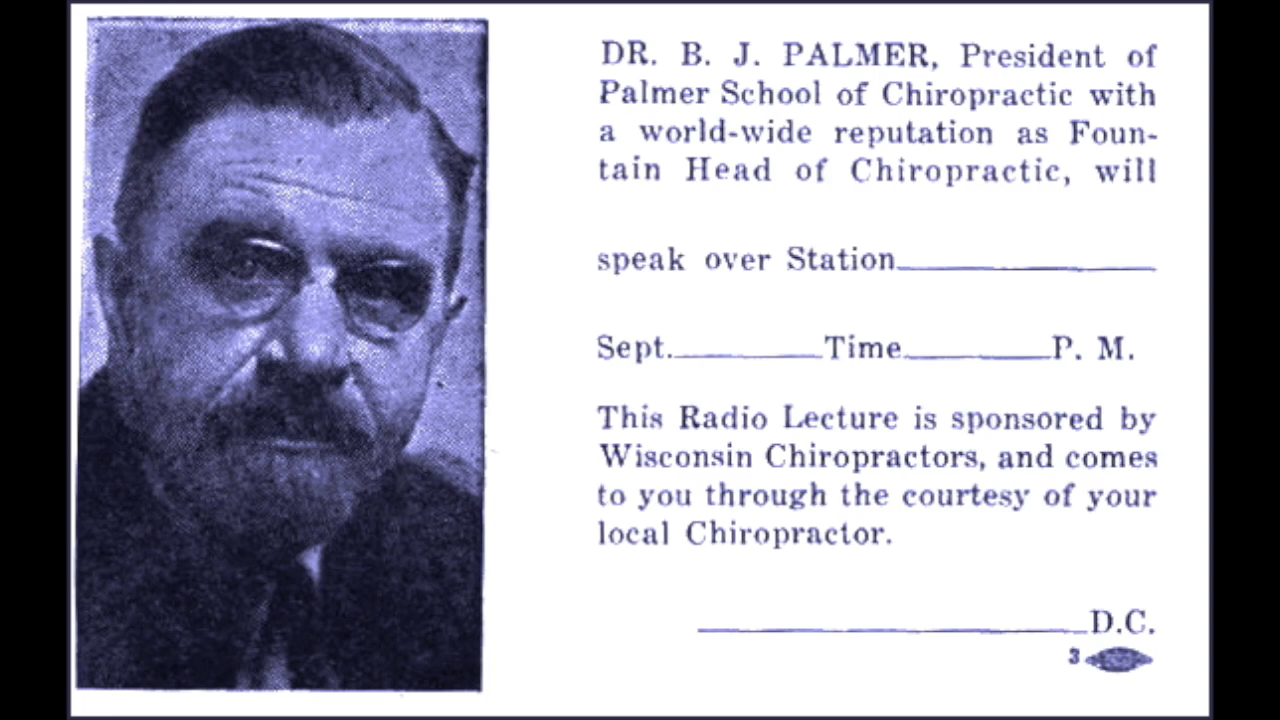 DR. B. J. PALMER, President of
Palmer School of Chiropractic with
a world-wide reputation as Foun-
tain Head of Chiropractic, will
speak over Station
Sept. Time P. M.
This Radio Lecture is sponsored by
Wisconsin Chiropractors, and comes
to you through the courtesy of your
local Chiropractor.
D.C.
3